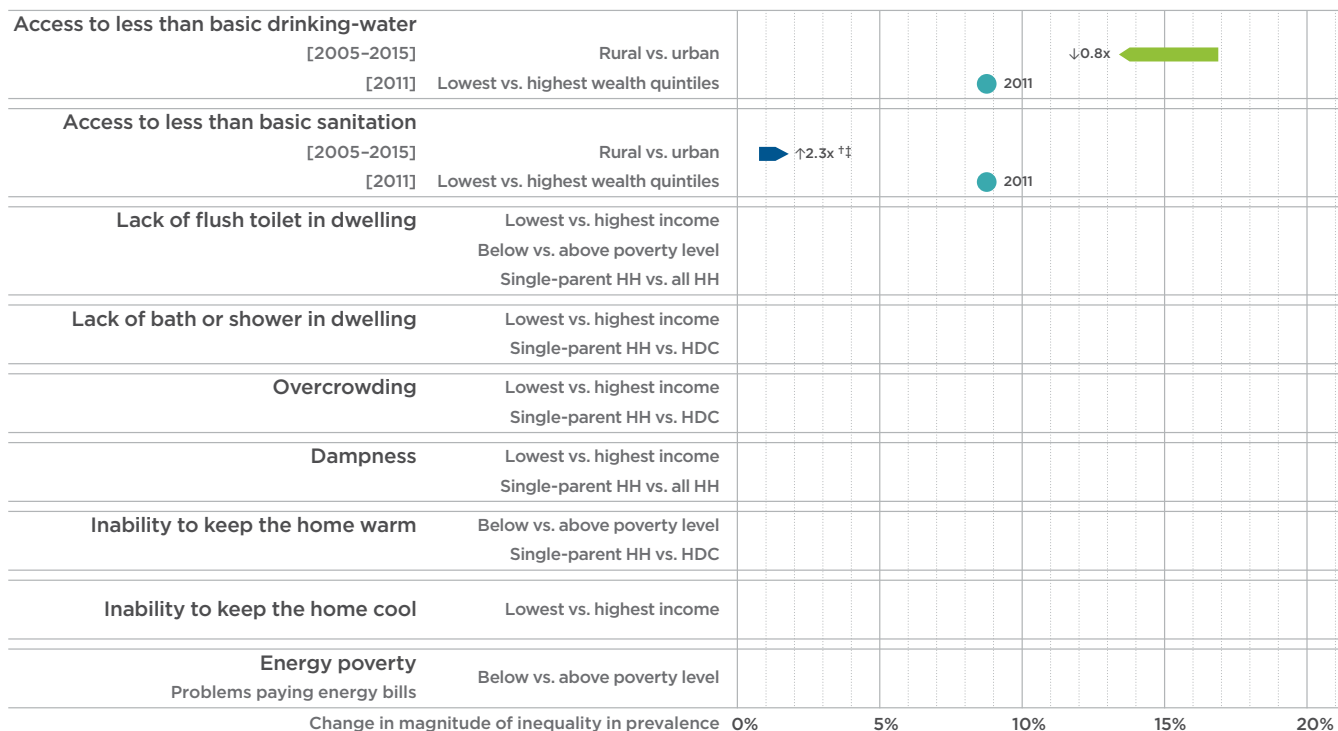 Access to less than basic drinking-water
[2005–2015] Rural vs. urban ↓0.8x
[2011] Lowest vs. highest wealth quintiles 2011
Access to less than basic sanitation
[2005–2015] Rural vs. urban ↑2.3x †‡
[2011] Lowest vs. highest wealth quintiles 2011
Lack of flush toilet in dwelling Lowest vs. highest income
Below vs. above poverty level
Single-parent HH vs. all HH
Lack of bath or shower in dwelling Lowest vs. highest income
Single-parent HH vs. HDC
Overcrowding Lowest vs. highest income
Single-parent HH vs. HDC
Dampness Lowest vs. highest income
Single-parent HH vs. all HH
Inability to keep the home warm Below vs. above poverty level
Single-parent HH vs. HDC
Inability to keep the home cool Lowest vs. highest income
Energy poverty
Problems paying energy bills
Below vs. above poverty level
Change in magnitude of inequality in prevalence 0% 5% 10% 15% 20%